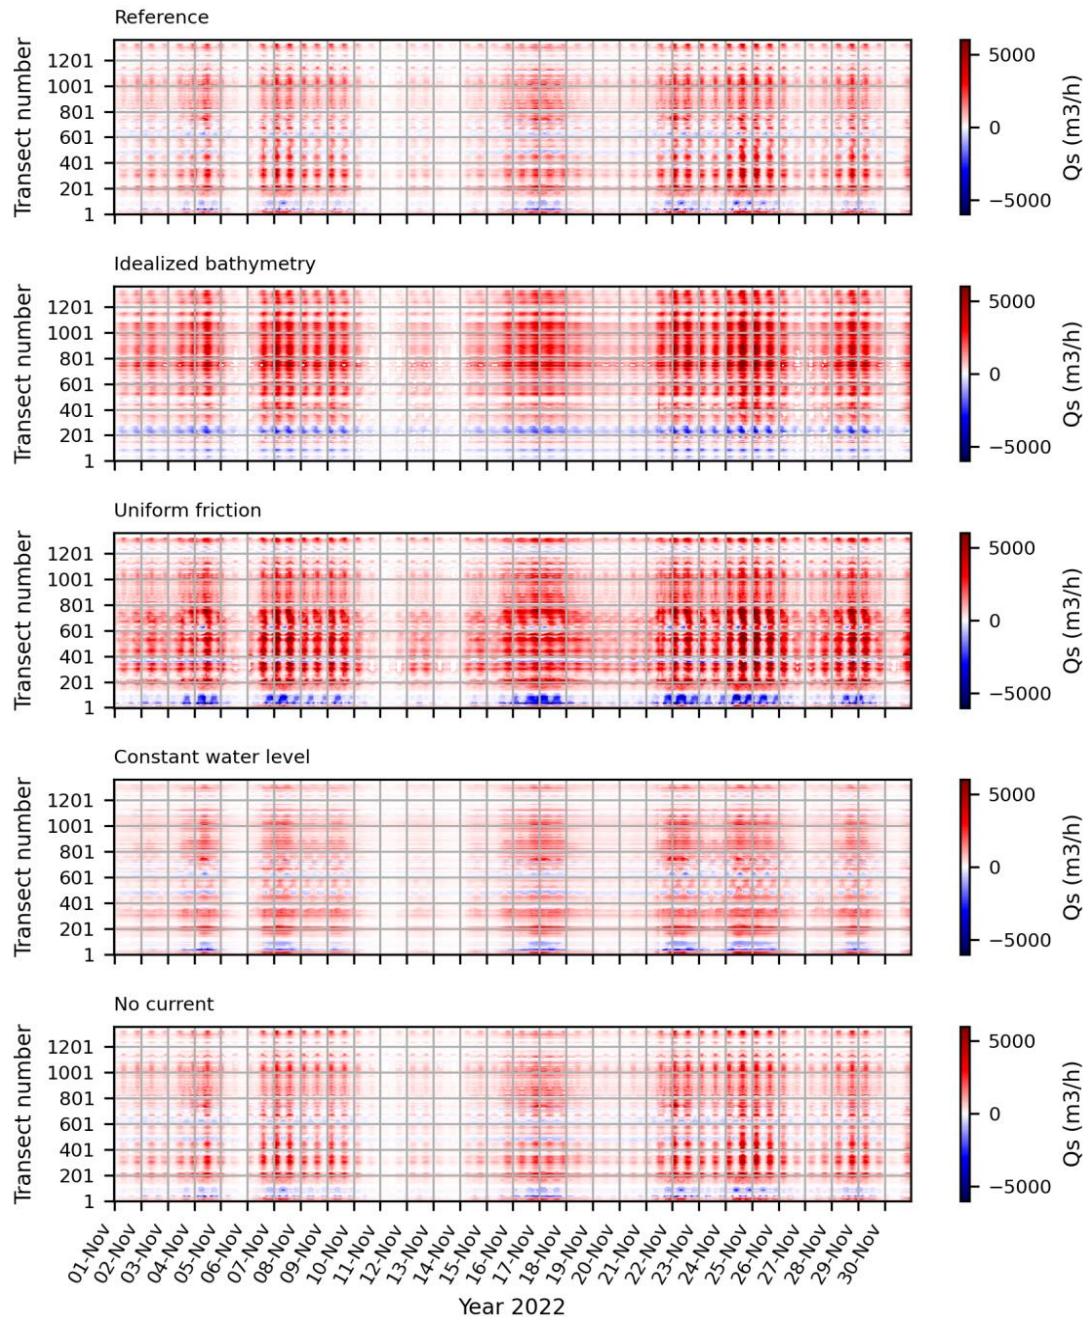 Reference
Transect number
1201
1001
801
601
401
201
1
5000
0
−5000
Qs (m3/h)
Idealized bathymetry
Transect number
1201
1001
801
601
401
201
1
5000
0
−5000
Qs (m3/h)
Uniform friction
Transect number
1201
1001
801
601
401
201
1
5000
0
−5000
Qs (m3/h)
Constant water level
Transect number
1201
1001
801
601
401
201
1
5000
0
−5000
Qs (m3/h)
No current
Transect number
1201
1001
801
601
401
201
1
5000
0
−5000
Qs (m3/h)
01-Nov
02-Nov
03-Nov
04-Nov
05-Nov
06-Nov
07-Nov
08-Nov
09-Nov
10-Nov
11-Nov
12-Nov
13-Nov
14-Nov
15-Nov
16-Nov
17-Nov
18-Nov
19-Nov
20-Nov
21-Nov
22-Nov
23-Nov
24-Nov
25-Nov
26-Nov
27-Nov
28-Nov
29-Nov
30-Nov
Year 2022